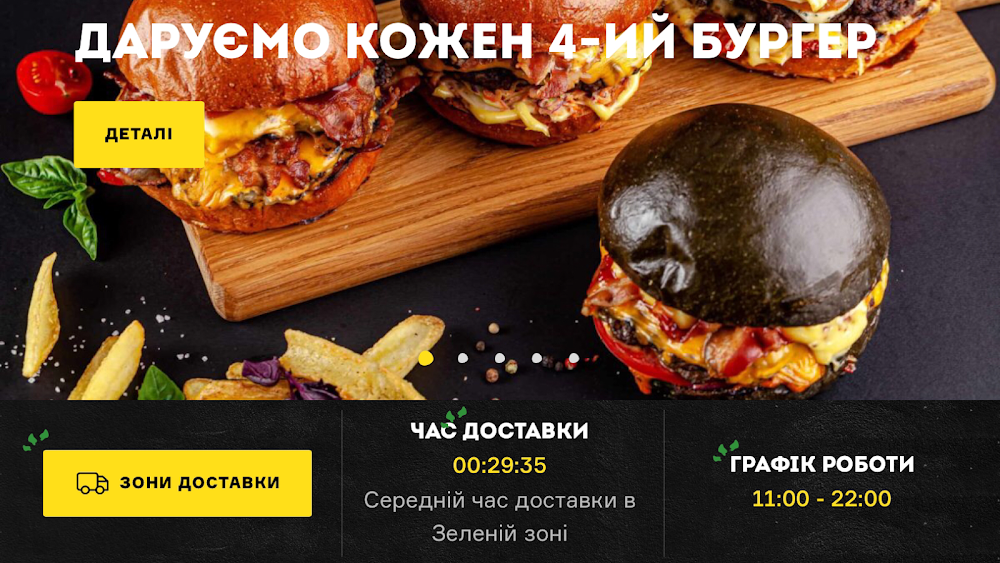 ДАРУЄМО КОЖЕН 4-ИЙ БУРГЕР
ДЕТАЛІ
ЗОНИ ДОСТАВКИ
ЧАС ДОСТАВКИ
00:29:35
Середній час доставки в
Зеленій зоні
ГРАФІК РОБОТИ
11:00 - 22:00